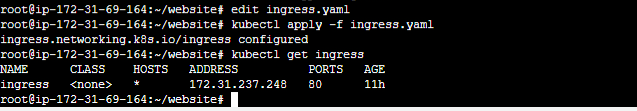 root@ip-172-31-69-164:~/website# edit ingress.yaml
root@ip-172-31-69-164:~/website# kubectl apply -f ingress.yaml
ingress.networking.k8s.io/ingress configured
root@ip-172-31-69-164:~/website# kubectl get ingress
NAME CLASS HOSTS ADDRESS PORTS AGE
ingress <none> * 172.31.237.248 80 11h
root@ip-172-31-69-164:~/website#